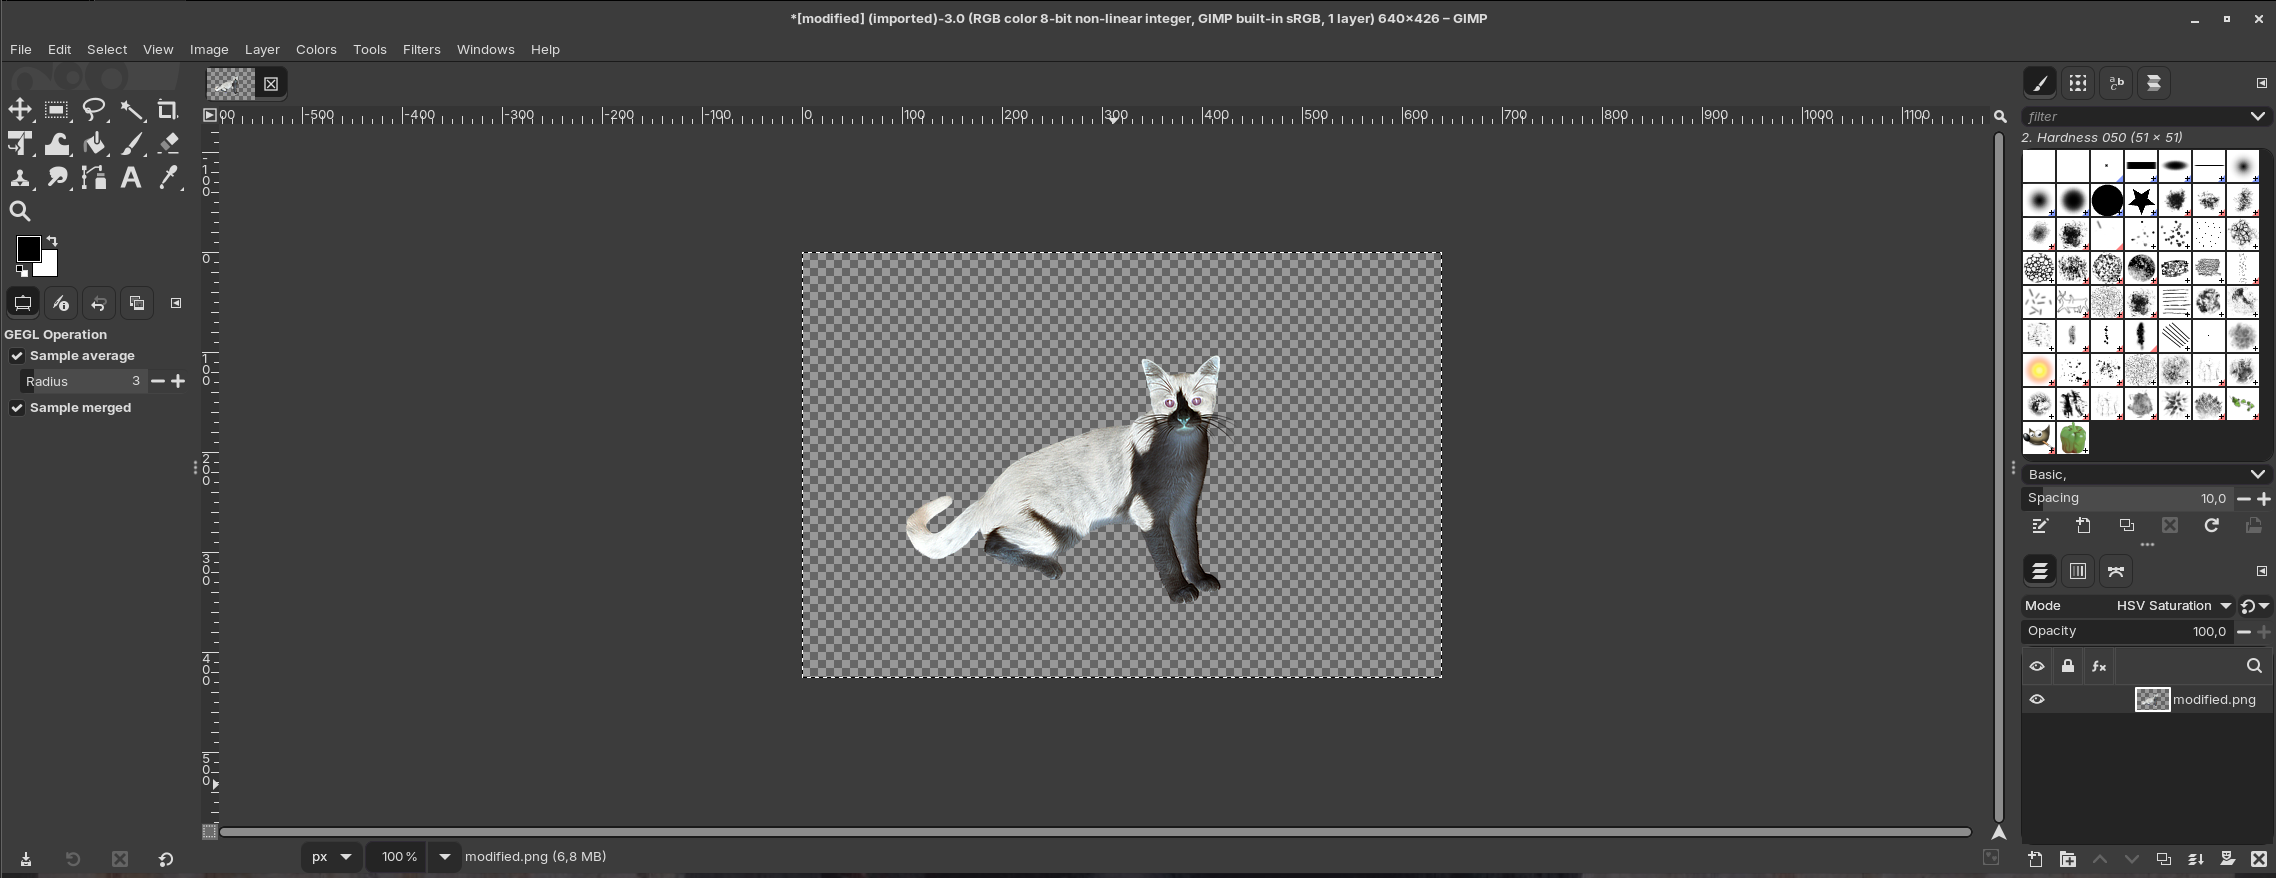 *[modified] (imported)-3.0 (RGB color 8-bit non-linear integer, GIMP built-in sRGB, 1 layer) 640×426 – GIMP
File Edit Select View Image Layer Colors Tools Filters Windows Help
00 -500 -400 -300 -200 -100 0 100 200 300 400 500 600 700 800 900 1000 1100
-100
0
100
200
300
400
500
GEGL Operation
Sample average
Radius 3
Sample merged
px 100 % modified.png (6,8 MB)
filter
2. Hardness 050 (51 × 51)
Basic,
Spacing 10,0
Mode HSV Saturation
Opacity 100,0
fx
modified.png